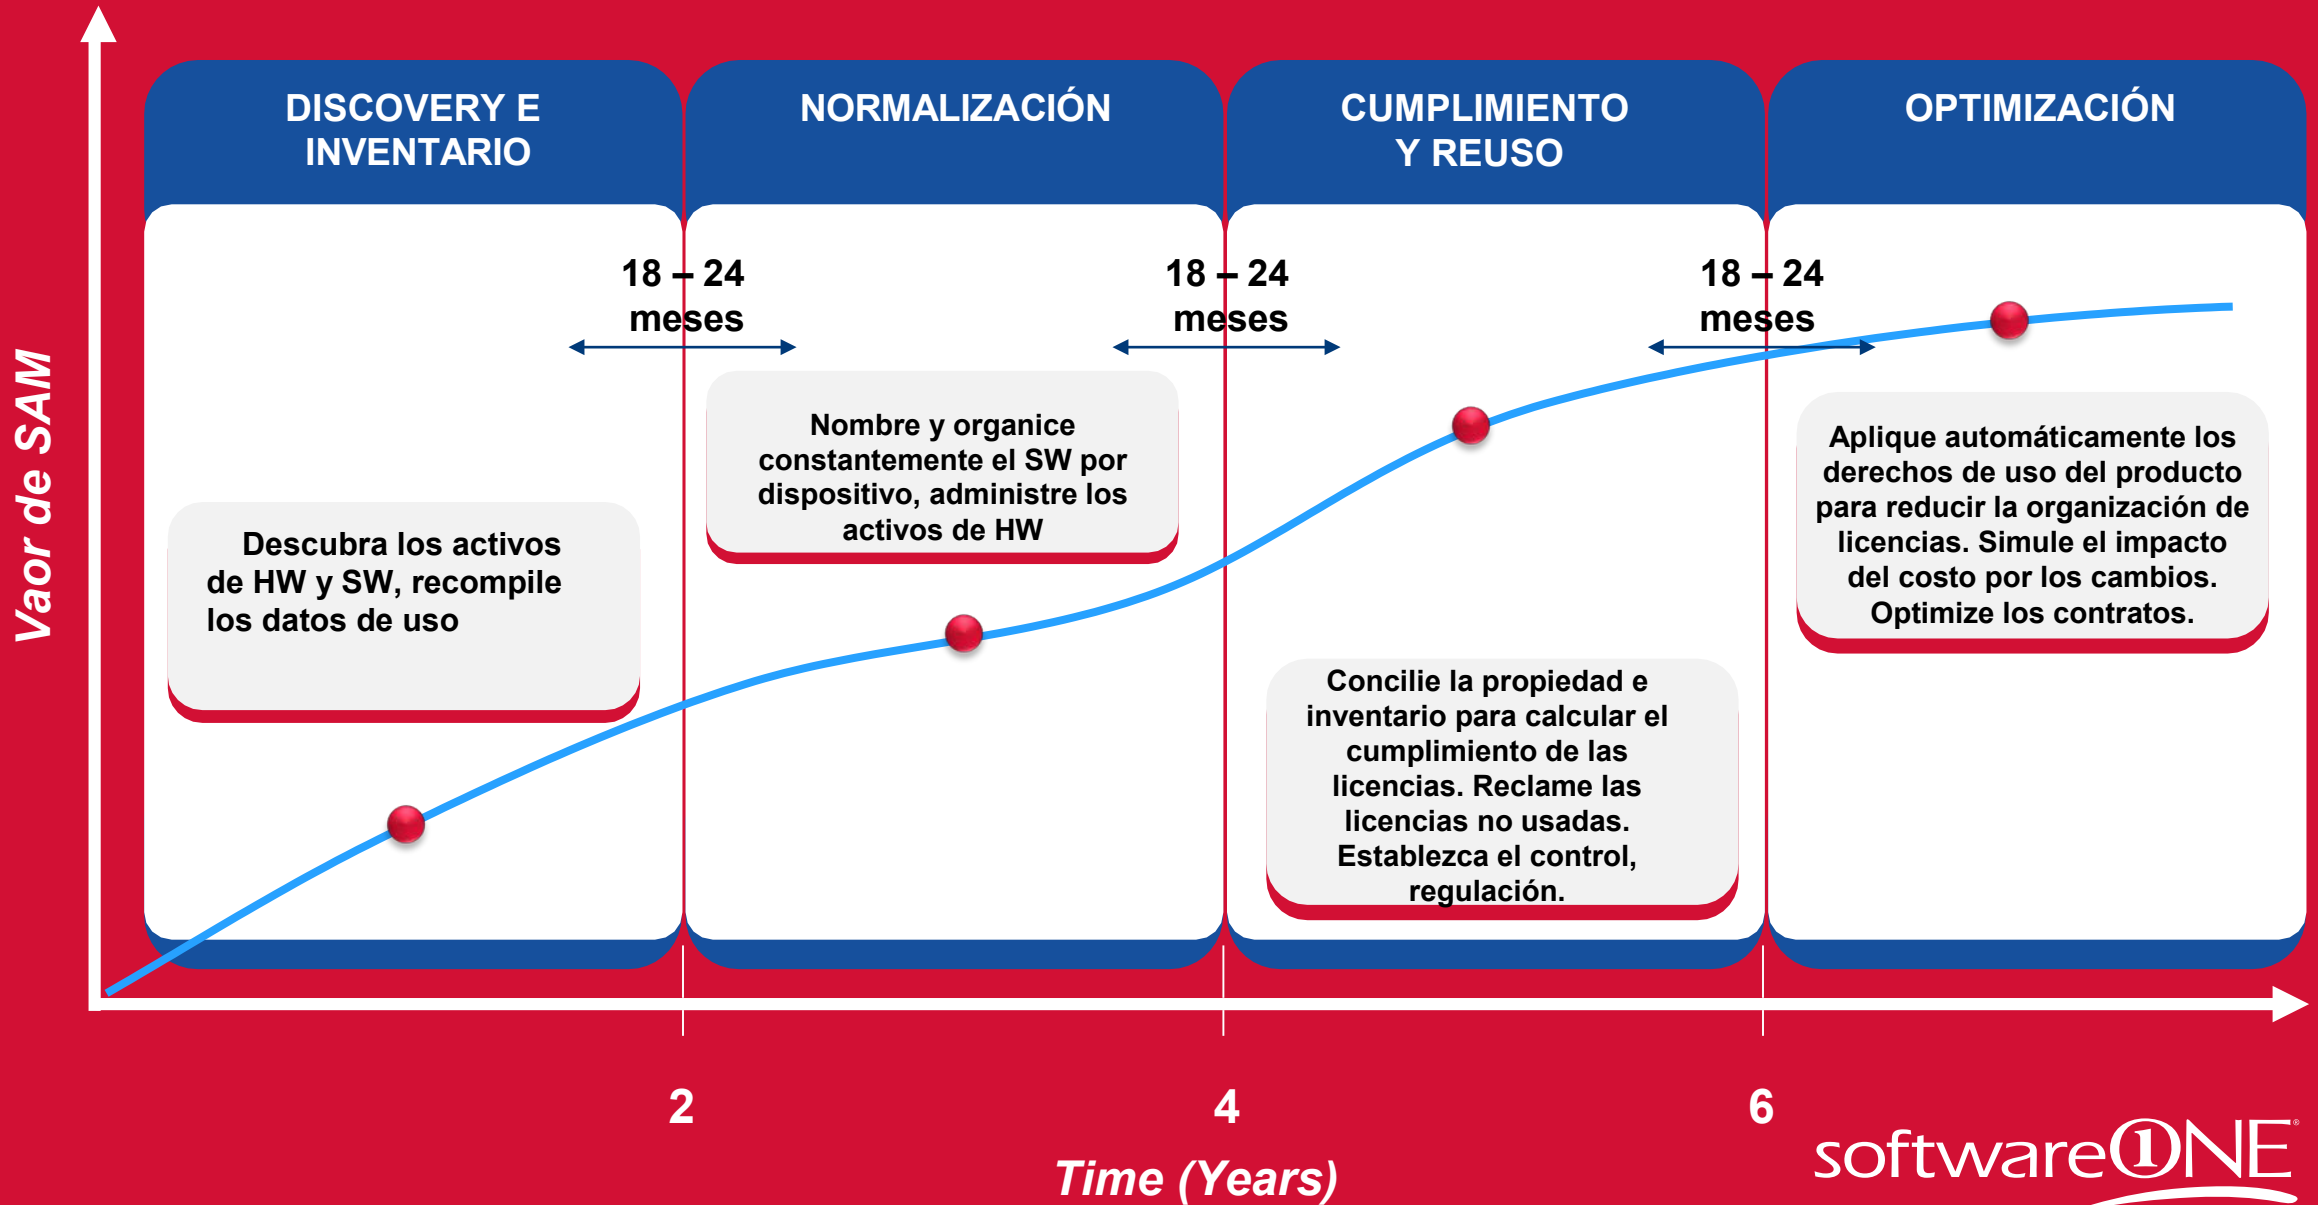 DISCOVERY E
INVENTARIO
NORMALIZACIÓN
CUMPLIMIENTO
Y REUSO
OPTIMIZACIÓN
18 – 24
meses
18 – 24
meses
18 – 24
meses
Vaor de SAM
Descubra los activos
de HW y SW, recompile
los datos de uso
Nombre y organice
constantemente el SW por
dispositivo, administre los
activos de HW
Concilie la propiedad e
inventario para calcular el
cumplimiento de las
licencias. Reclame las
licencias no usadas.
Establezca el control,
regulación.
Aplique automáticamente los
derechos de uso del producto
para reducir la organización de
licencias. Simule el impacto
del costo por los cambios.
Optimize los contratos.
2
4
6
Time (Years)
software1NE®